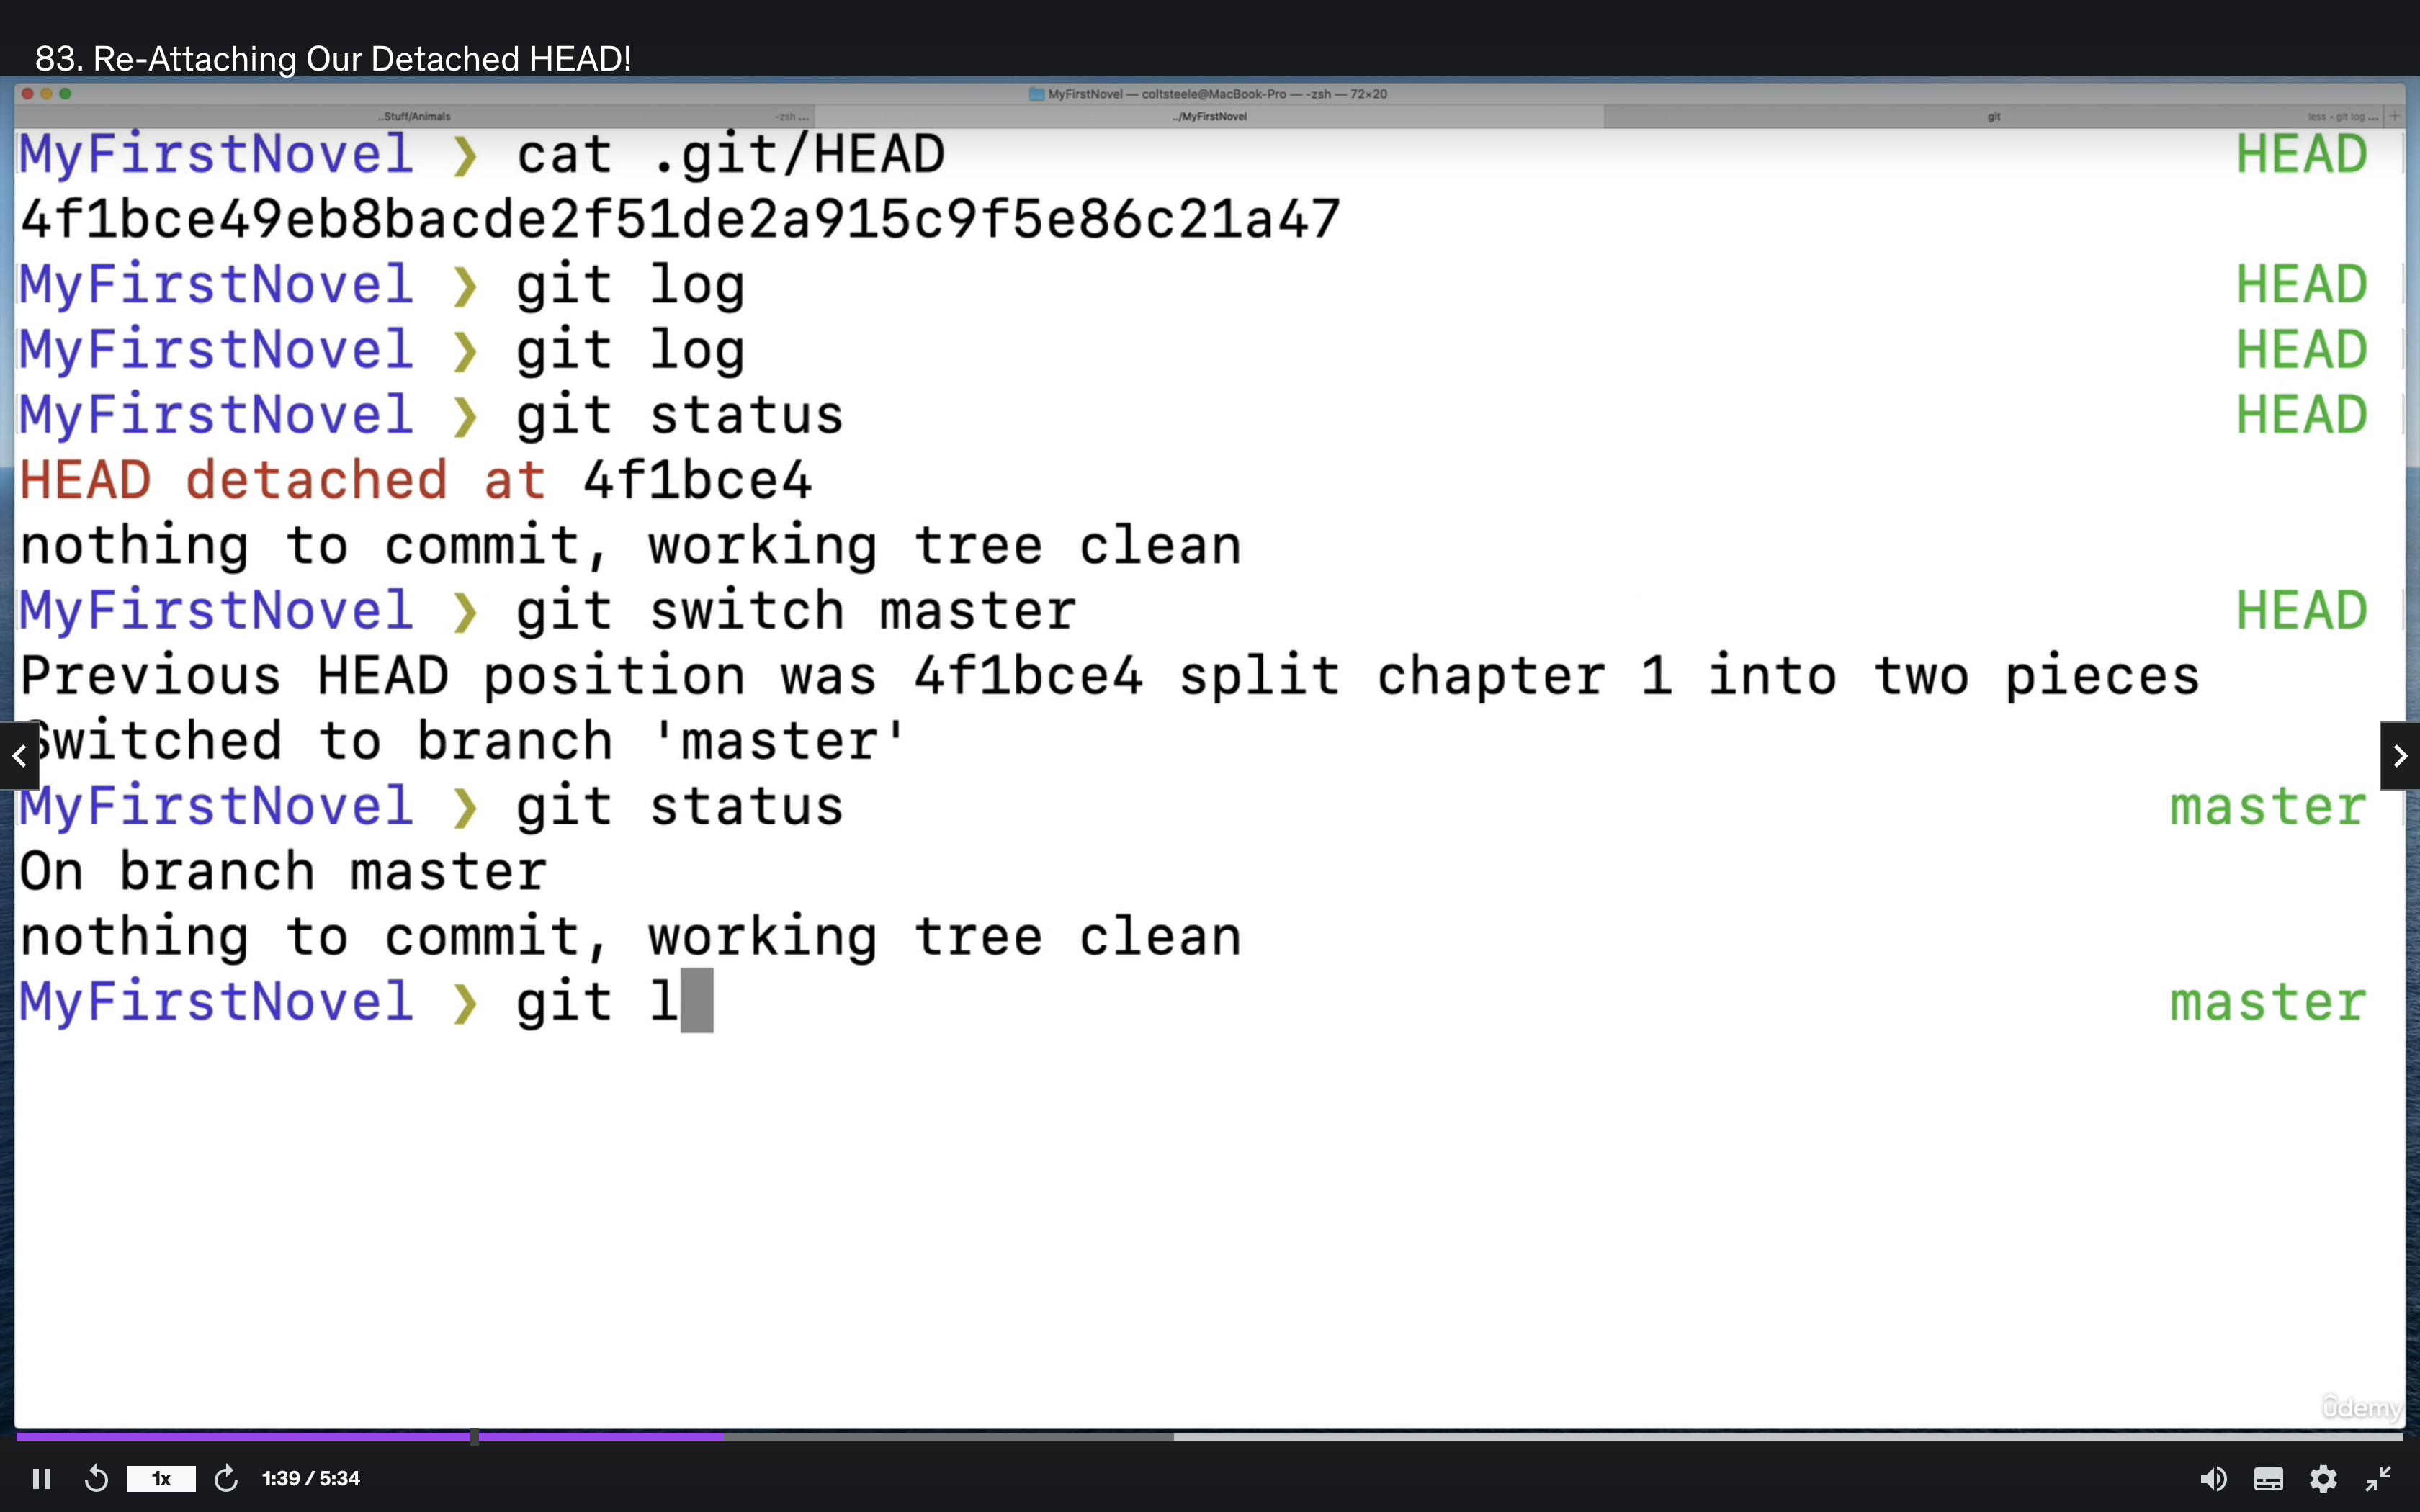 83. Re-Attaching Our Detached HEAD!
MyFirstNovel — coltsteele@MacBook-Pro — -zsh — 72×20
..Stuff/Animals -zsh ... ../MyFirstNovel git less • git log ... +
MyFirstNovel ❯ cat .git/HEAD HEAD
4f1bce49eb8bacde2f51de2a915c9f5e86c21a47
MyFirstNovel ❯ git log HEAD
MyFirstNovel ❯ git log HEAD
MyFirstNovel ❯ git status HEAD
HEAD detached at 4f1bce4
nothing to commit, working tree clean
MyFirstNovel ❯ git switch master HEAD
Previous HEAD position was 4f1bce4 split chapter 1 into two pieces
Switched to branch 'master'
MyFirstNovel ❯ git status master
On branch master
nothing to commit, working tree clean
MyFirstNovel ❯ git l master
udemy
1x 1:39 / 5:34